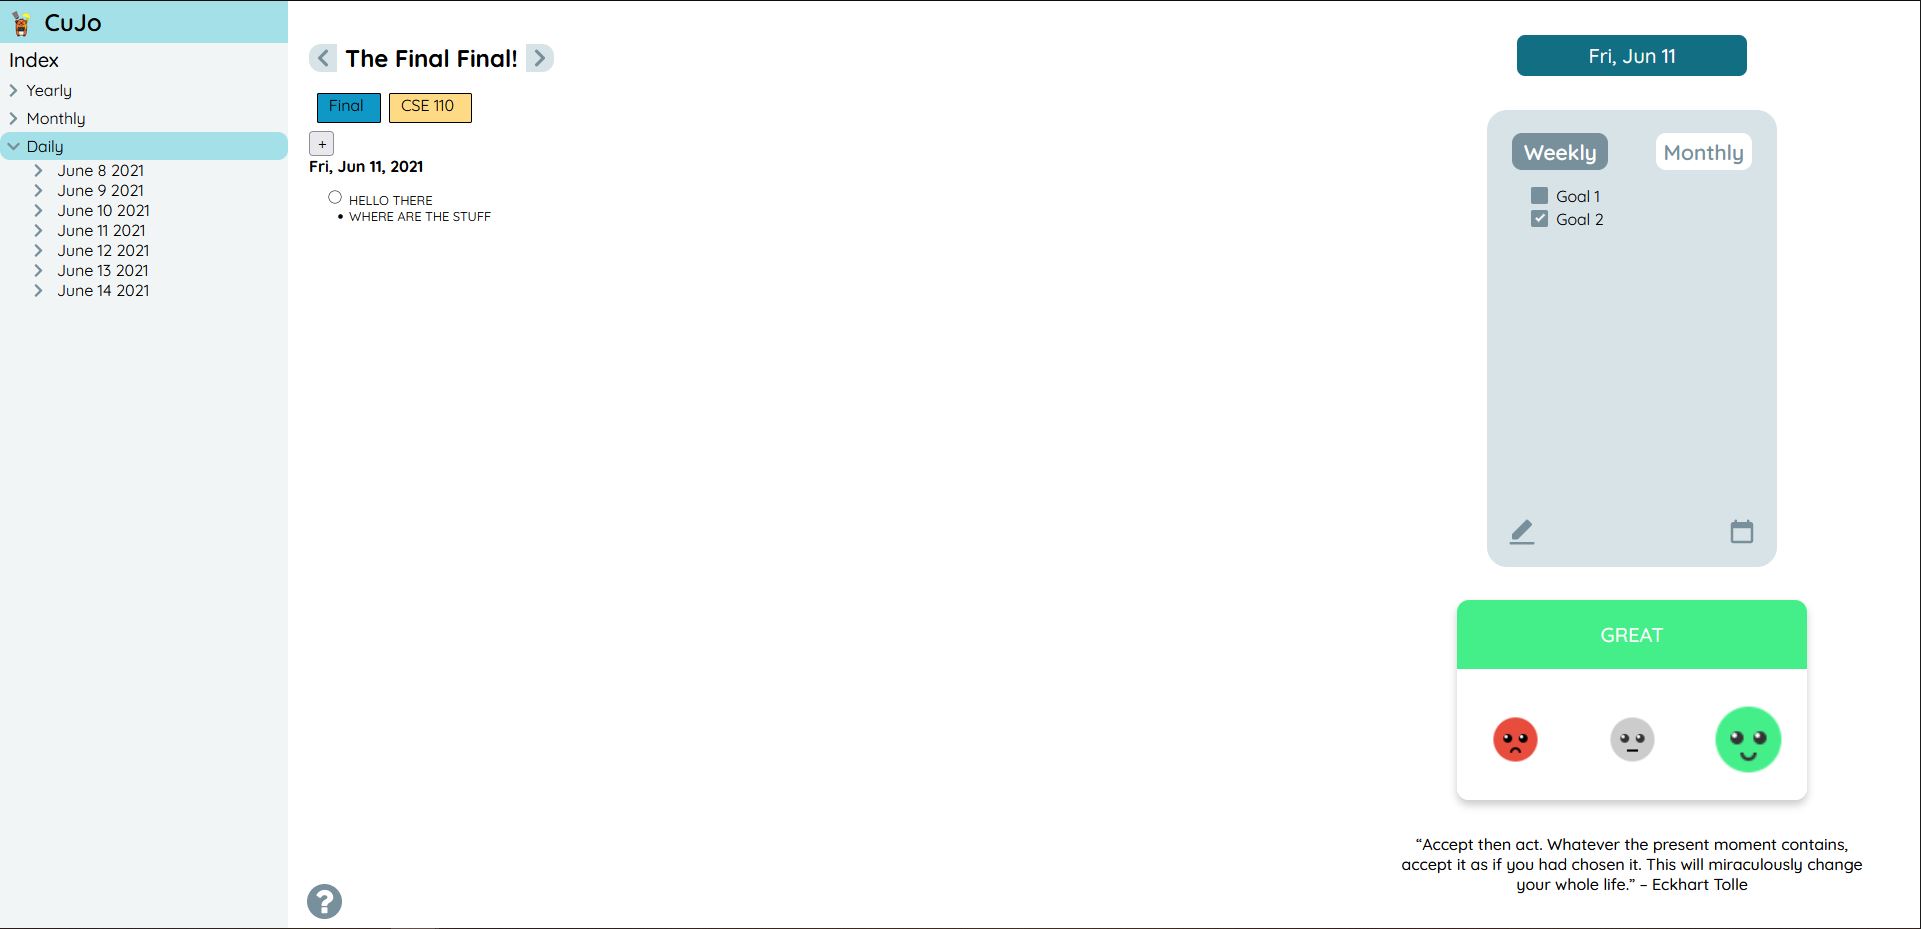 CuJo
Index
Yearly
Monthly
Daily
June 8 2021
June 9 2021
June 10 2021
June 11 2021
June 12 2021
June 13 2021
June 14 2021
The Final Final!
Final
CSE 110
+
Fri, Jun 11, 2021
HELLO THERE
• WHERE ARE THE STUFF
?
Fri, Jun 11
Weekly
Monthly
Goal 1
Goal 2
GREAT
“Accept then act. Whatever the present moment contains,
accept it as if you had chosen it. This will miraculously change
your whole life.” – Eckhart Tolle